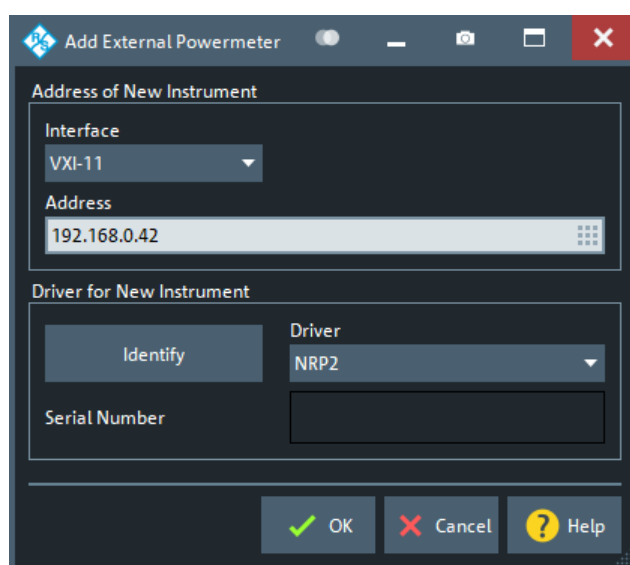 R&S Add External Powermeter
Address of New Instrument
Interface
VXI-11
Address
192.168.0.42
Driver for New Instrument
Identify
Driver
NRP2
Serial Number
OK
Cancel
? Help